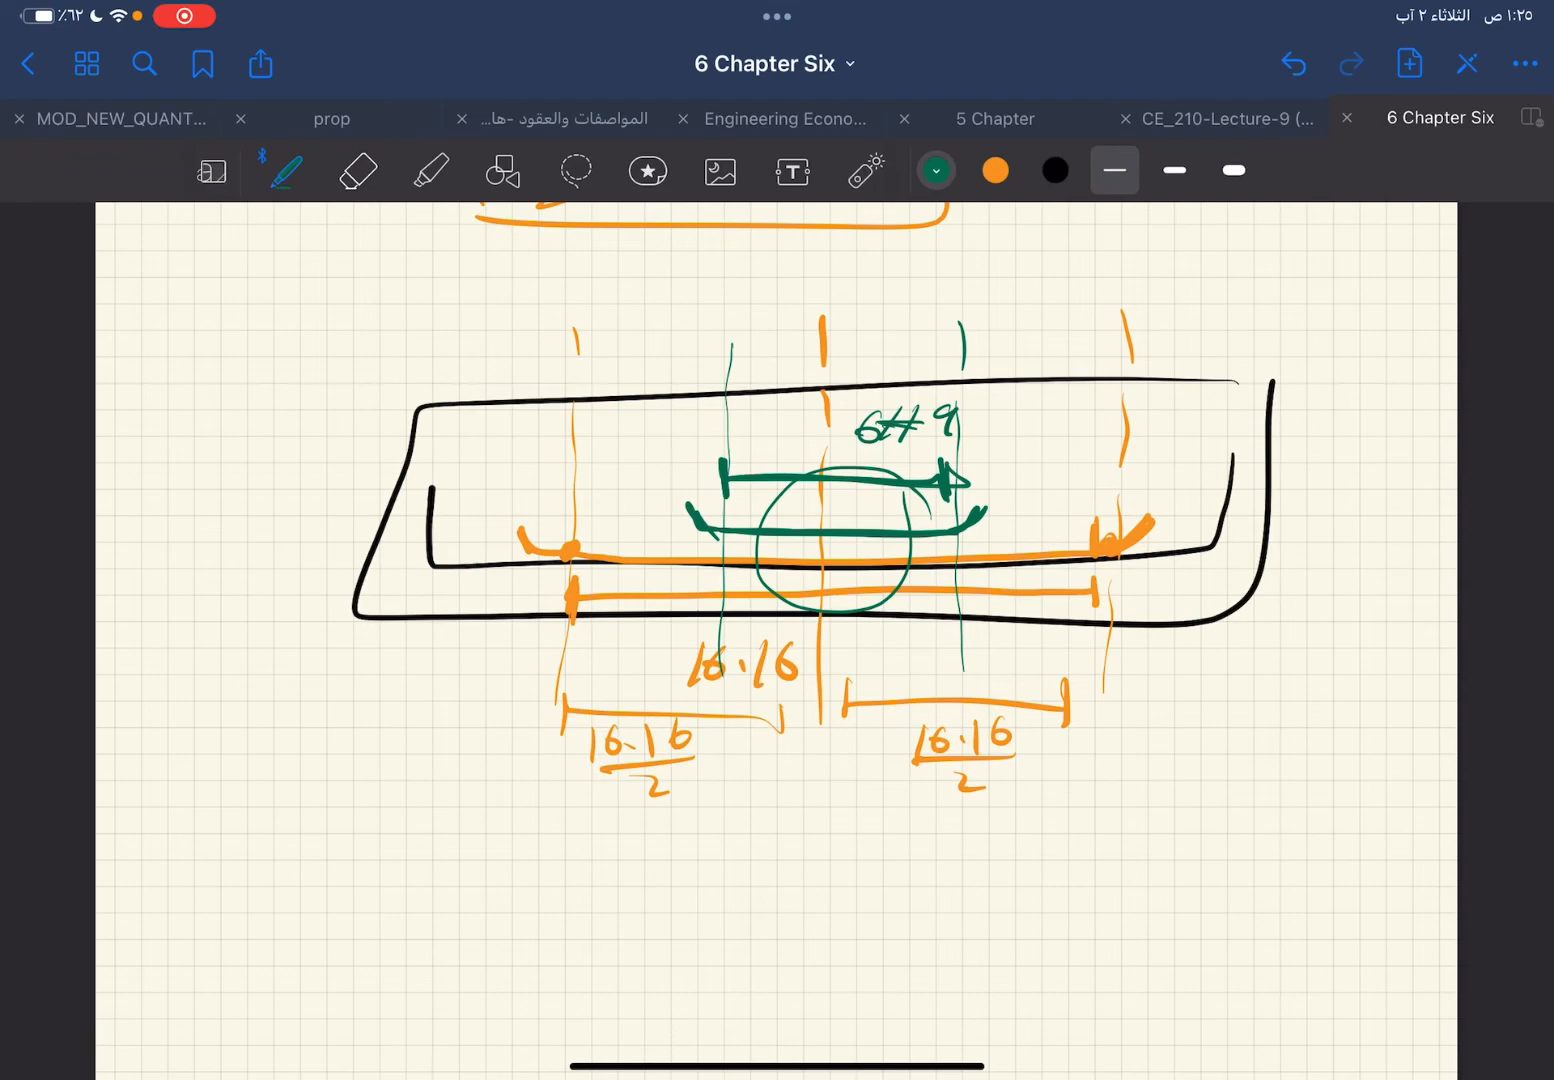 ٪٦٢
١:٢٥ ص الثلاثاء ٢ آب
6 Chapter Six
MOD_NEW_QUANT...
prop
المواصفات والعقود -ها...
Engineering Econo...
5 Chapter
CE_210-Lecture-9 (...
6 Chapter Six
T
6#9
16.16
16.16
2
16.16
2